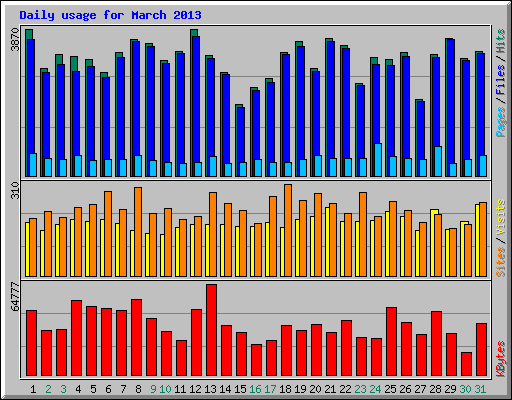 Daily usage for March 2013
3870
Pages/Files/Hits
310
Sites/Visits
64777
KBytes
1 2 3 4 5 6 7 8 9 10 11 12 13 14 15 16 17 18 19 20 21 22 23 24 25 26 27 28 29 30 31